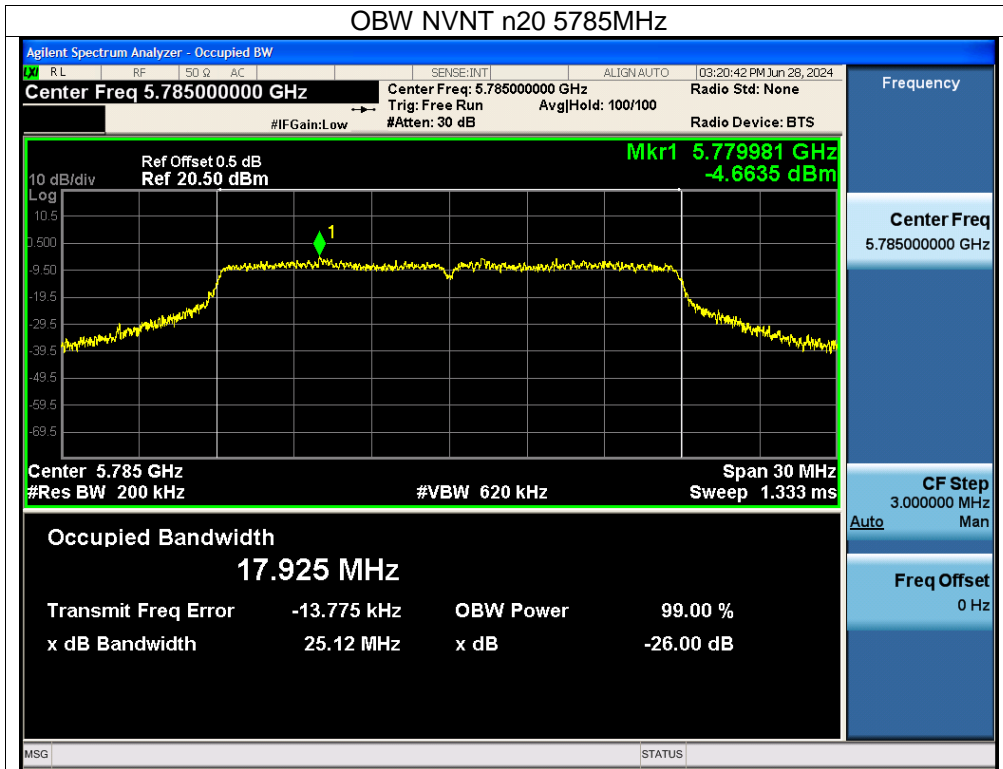 OBW NVNT n20 5785MHz
Agilent Spectrum Analyzer - Occupied BW
LXI RL RF 50 Ω AC SENSE:INT ALIGN AUTO 03:20:42 PM Jun 28, 2024
Center Freq 5.785000000 GHz
Center Freq: 5.785000000 GHz
Radio Std: None
Trig: Free Run Avg|Hold: 100/100
#IFGain:Low
#Atten: 30 dB
Radio Device: BTS
Frequency
Ref Offset 0.5 dB
10 dB/div Ref 20.50 dBm
Mkr1 5.779981 GHz
-4.6635 dBm
Log
10.5
0.500
-9.50
-19.5
-29.5
-39.5
-49.5
-59.5
-69.5
1
Center 5.785 GHz
Span 30 MHz
#Res BW 200 kHz
#VBW 620 kHz
Sweep 1.333 ms
Center Freq
5.785000000 GHz
CF Step
3.000000 MHz
Auto Man
Freq Offset
0 Hz
Occupied Bandwidth
17.925 MHz
Transmit Freq Error -13.775 kHz OBW Power 99.00 %
x dB Bandwidth 25.12 MHz x dB -26.00 dB
MSG STATUS